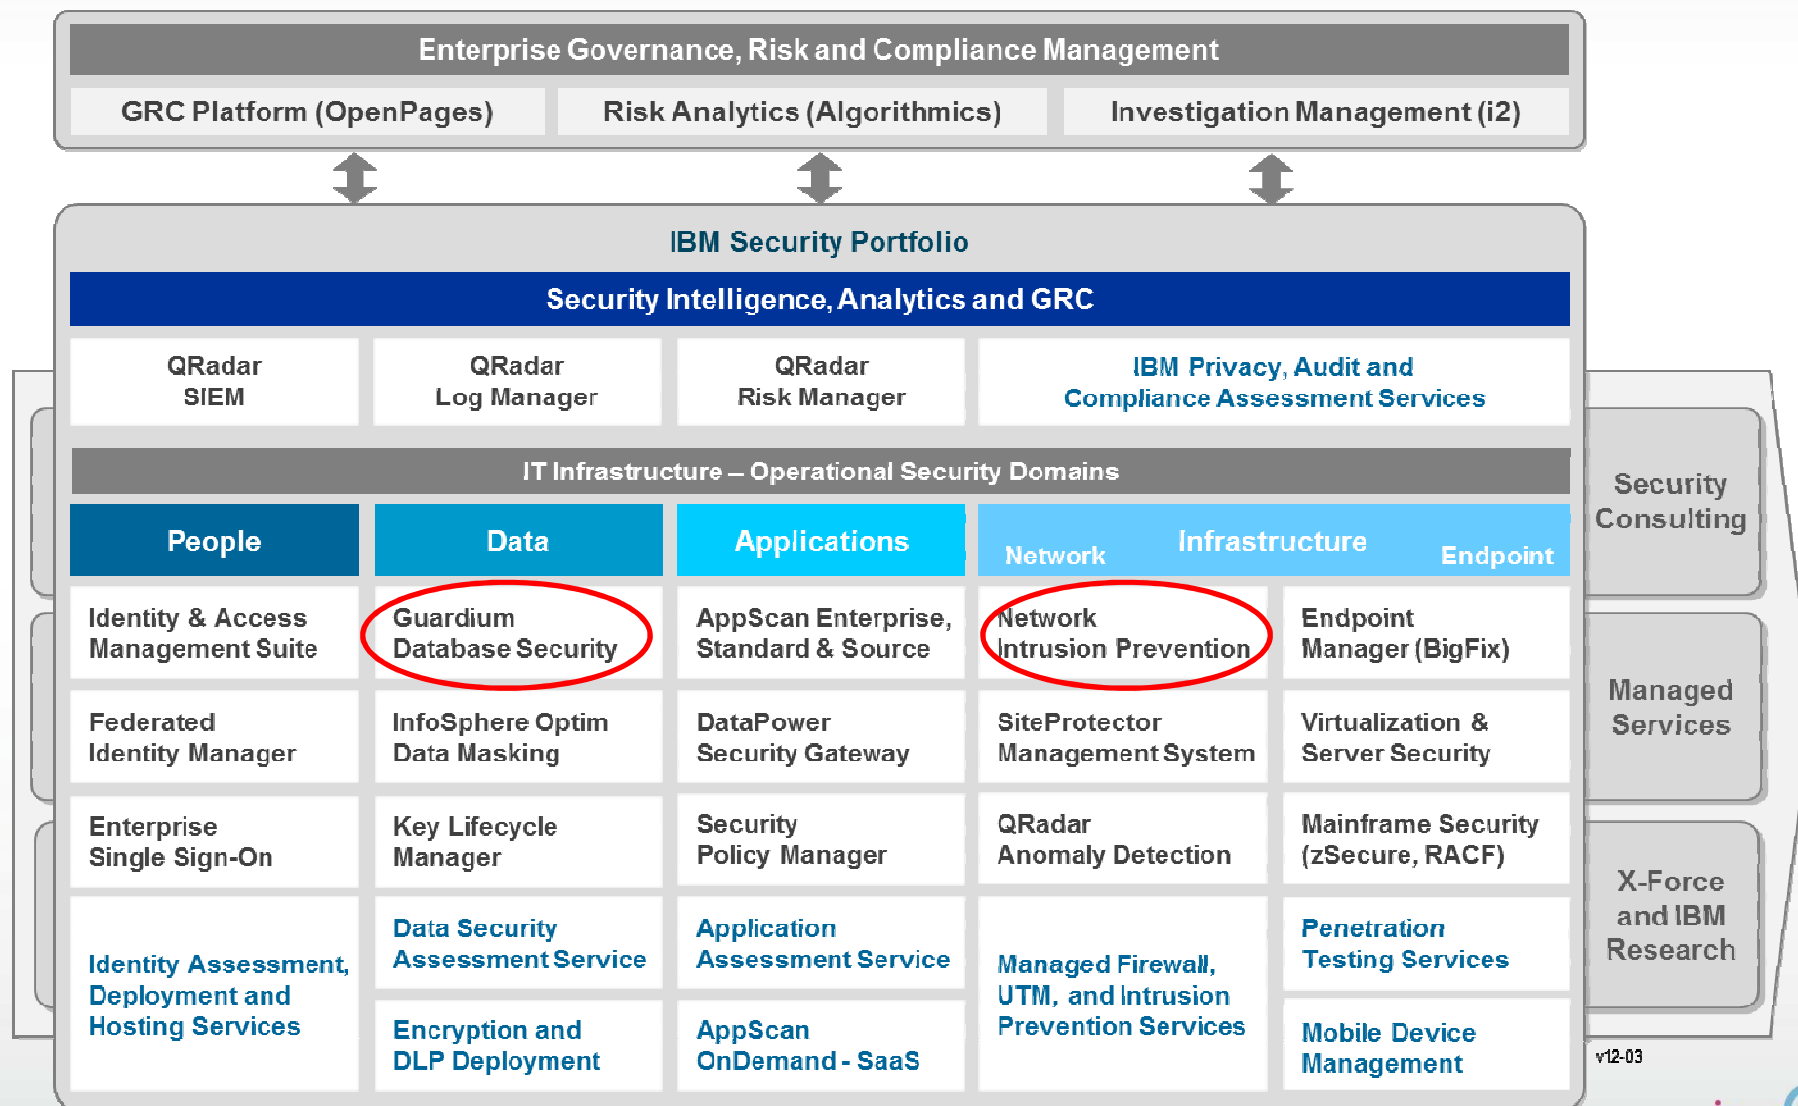 Enterprise Governance, Risk and Compliance Management
GRC Platform (OpenPages)
Risk Analytics (Algorithmics)
Investigation Management (i2)
IBM Security Portfolio
Security Intelligence, Analytics and GRC
QRadar
SIEM
QRadar
Log Manager
QRadar
Risk Manager
IBM Privacy, Audit and
Compliance Assessment Services
IT Infrastructure – Operational Security Domains
People
Data
Applications
Infrastructure
Network
Endpoint
Identity & Access
Management Suite
Guardium
Database Security
AppScan Enterprise,
Standard & Source
Network
Intrusion Prevention
Endpoint
Manager (BigFix)
Federated
Identity Manager
InfoSphere Optim
Data Masking
DataPower
Security Gateway
SiteProtector
Management System
Virtualization &
Server Security
Enterprise
Single Sign-On
Key Lifecycle
Manager
Security
Policy Manager
QRadar
Anomaly Detection
Mainframe Security
(zSecure, RACF)
Identity Assessment,
Deployment and
Hosting Services
Data Security
Assessment Service
Encryption and
DLP Deployment
Application
Assessment Service
AppScan
OnDemand - SaaS
Managed Firewall,
UTM, and Intrusion
Prevention Services
Penetration
Testing Services
Mobile Device
Management
Security
Consulting
Managed
Services
X-Force
and IBM
Research
v12-03